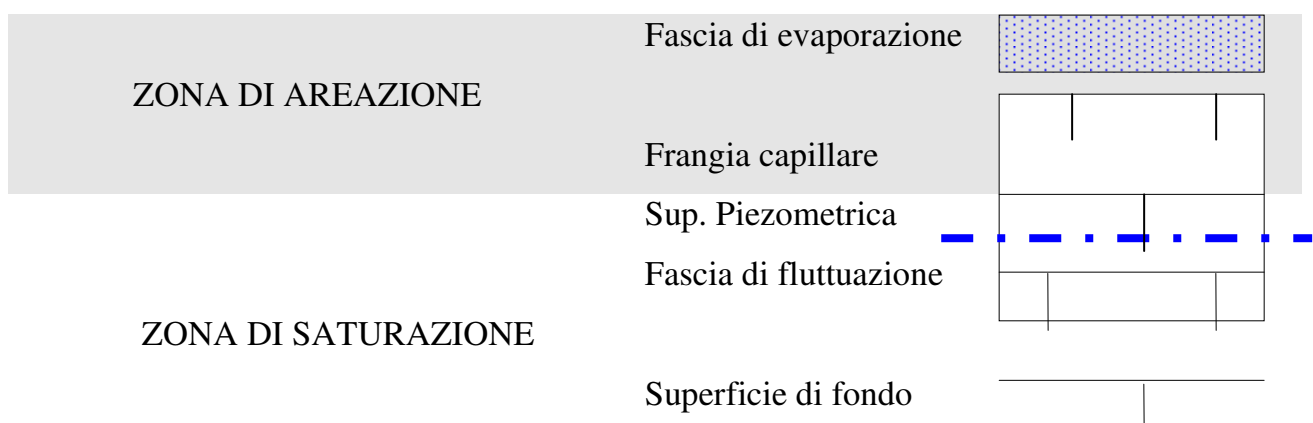 Fascia di evaporazione
ZONA DI AREAZIONE
Frangia capillare
Sup. Piezometrica
Fascia di fluttuazione
ZONA DI SATURAZIONE
Superficie di fondo